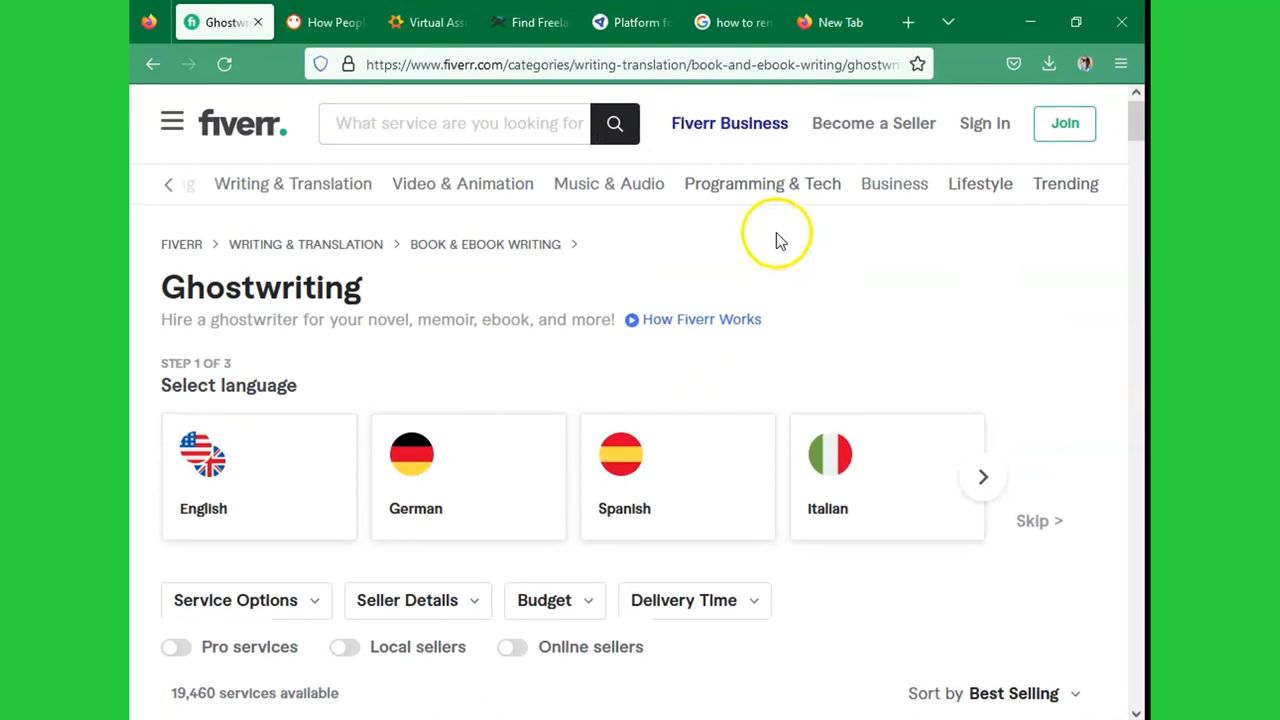 Ghostwr
How Peopl
Virtual Ass
Find Freela
Platform fo
how to ren
New Tab
https://www.fiverr.com/categories/writing-translation/book-and-ebook-writing/ghostwr
fiverr.
What service are you looking for
Fiverr Business
Become a Seller
Sign In
Join
Writing & Translation
Video & Animation
Music & Audio
Programming & Tech
Business
Lifestyle
Trending
FIVERR > WRITING & TRANSLATION > BOOK & EBOOK WRITING >
Ghostwriting
Hire a ghostwriter for your novel, memoir, ebook, and more!
How Fiverr Works
STEP 1 OF 3
Select language
English
German
Spanish
Italian
Skip >
Service Options
Seller Details
Budget
Delivery Time
Pro services
Local sellers
Online sellers
19,460 services available
Sort by Best Selling